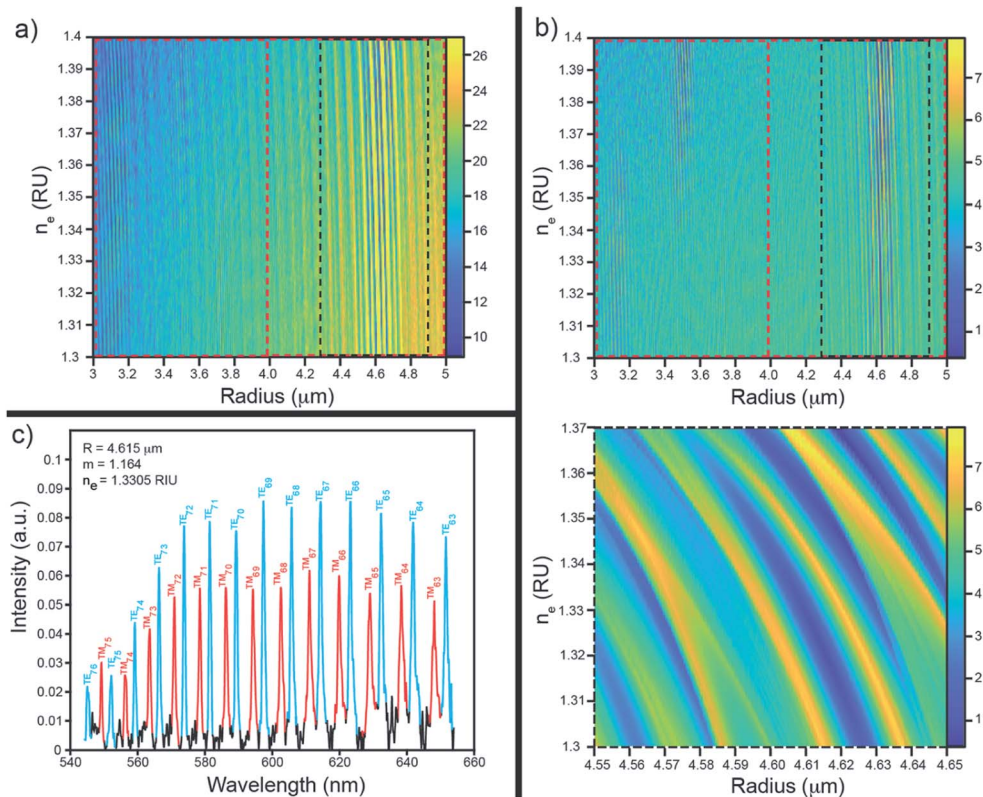 a)
1.4
1.39
1.38
1.37
1.36
1.35
1.34
1.33
1.32
1.31
1.3
nₑ (RU)
3 3.2 3.4 3.6 3.8 4.0 4.2 4.4 4.6 4.8 5
Radius (μm)
26
24
22
20
18
16
14
12
10
b)
1.4
1.39
1.38
1.37
1.36
1.35
1.34
1.33
1.32
1.31
1.3
nₑ (RU)
3 3.2 3.4 3.6 3.8 4.0 4.2 4.4 4.6 4.8 5
Radius (μm)
7
6
5
4
3
2
1
c)
R = 4.615 μm
m = 1.164
nₑ = 1.3305 RIU
0.1
0.09
0.08
0.07
0.06
0.05
0.04
0.03
0.02
0.01
0
Intensity (a.u.)
TE₇₆
TM₇₅
TE₇₅
TM₇₄
TE₇₄
TM₇₃
TE₇₃
TM₇₂
TE₇₂
TM₇₁
TE₇₁
TM₇₀
TE₇₀
TM₆₉
TE₆₉
TM₆₈
TE₆₈
TM₆₇
TE₆₇
TM₆₆
TE₆₆
TM₆₅
TE₆₅
TM₆₄
TE₆₄
TM₆₃
TE₆₃
540 560 580 600 620 640 660
Wavelength (nm)
1.37
1.36
1.35
1.34
1.33
1.32
1.31
1.3
nₑ (RU)
4.55 4.56 4.57 4.58 4.59 4.60 4.61 4.62 4.63 4.64 4.65
Radius (μm)
7
6
5
4
3
2
1